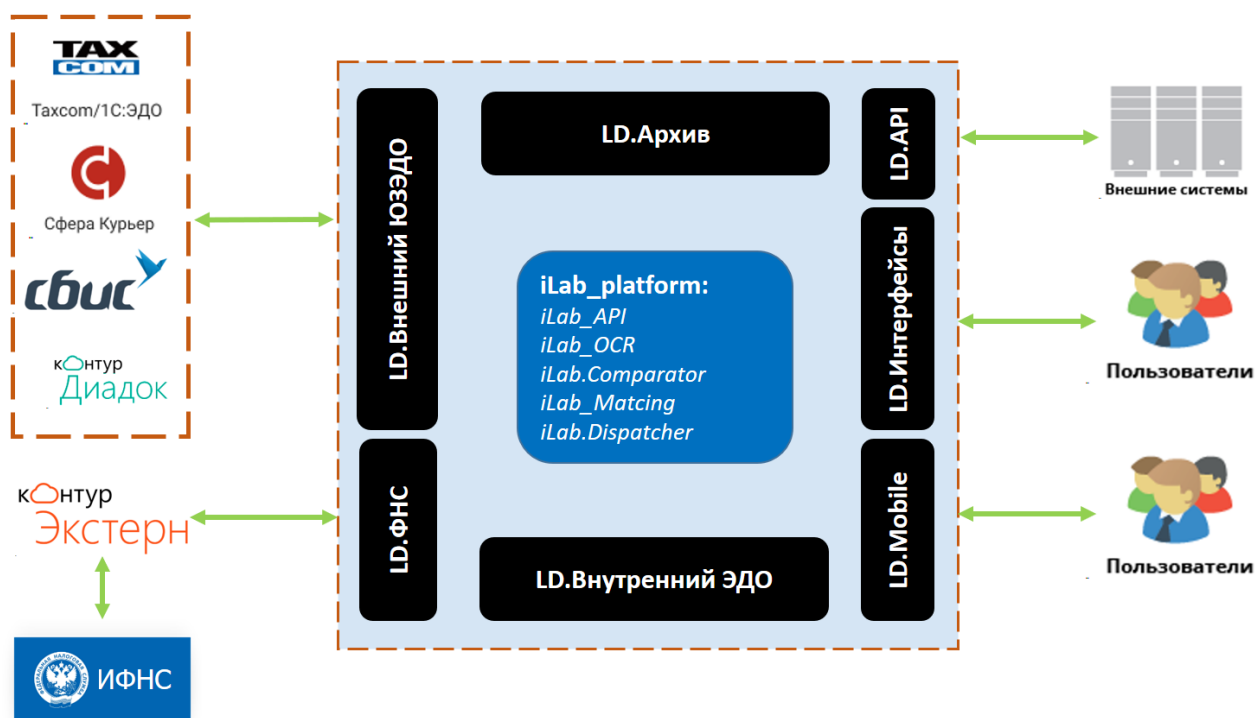 TAX
COM
Taxcom/1С:ЭДО
Сфера Курьер
сбис
контур
Диадок
контур
Экстерн
ИФНС
LD.Внешний ЮЗЭДО
LD.ФНС
LD.Архив
iLab_platform:
iLab_API
iLab_OCR
iLab.Comparator
iLab_Matcing
iLab.Dispatcher
LD.Внутренний ЭДО
LD.API
LD.Интерфейсы
LD.Mobile
Внешние системы
Пользователи
Пользователи